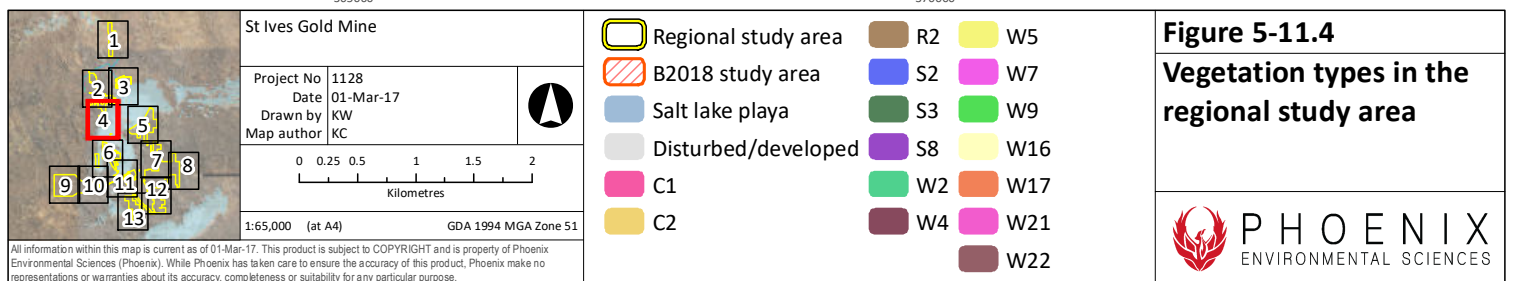 1
2
3
4
5
6
7
8
9
10
11
12
13
St Ives Gold Mine
Project No 1128
Date 01-Mar-17
Drawn by KW
Map author KC
0 0.25 0.5 1 1.5 2
Kilometres
1:65,000 (at A4) GDA 1994 MGA Zone 51
All information within this map is current as of 01-Mar-17. This product is subject to COPYRIGHT and is property of Phoenix
Environmental Sciences (Phoenix). While Phoenix has taken care to ensure the accuracy of this product, Phoenix make no
representations or warranties about its accuracy, completeness or suitability for any particular purpose.
Regional study area
B2018 study area
Salt lake playa
Disturbed/developed
C1
C2
R2
S2
S3
S8
W2
W4
W5
W7
W9
W16
W17
W21
W22
Figure 5-11.4
Vegetation types in the
regional study area
PHOENIX
ENVIRONMENTAL SCIENCES